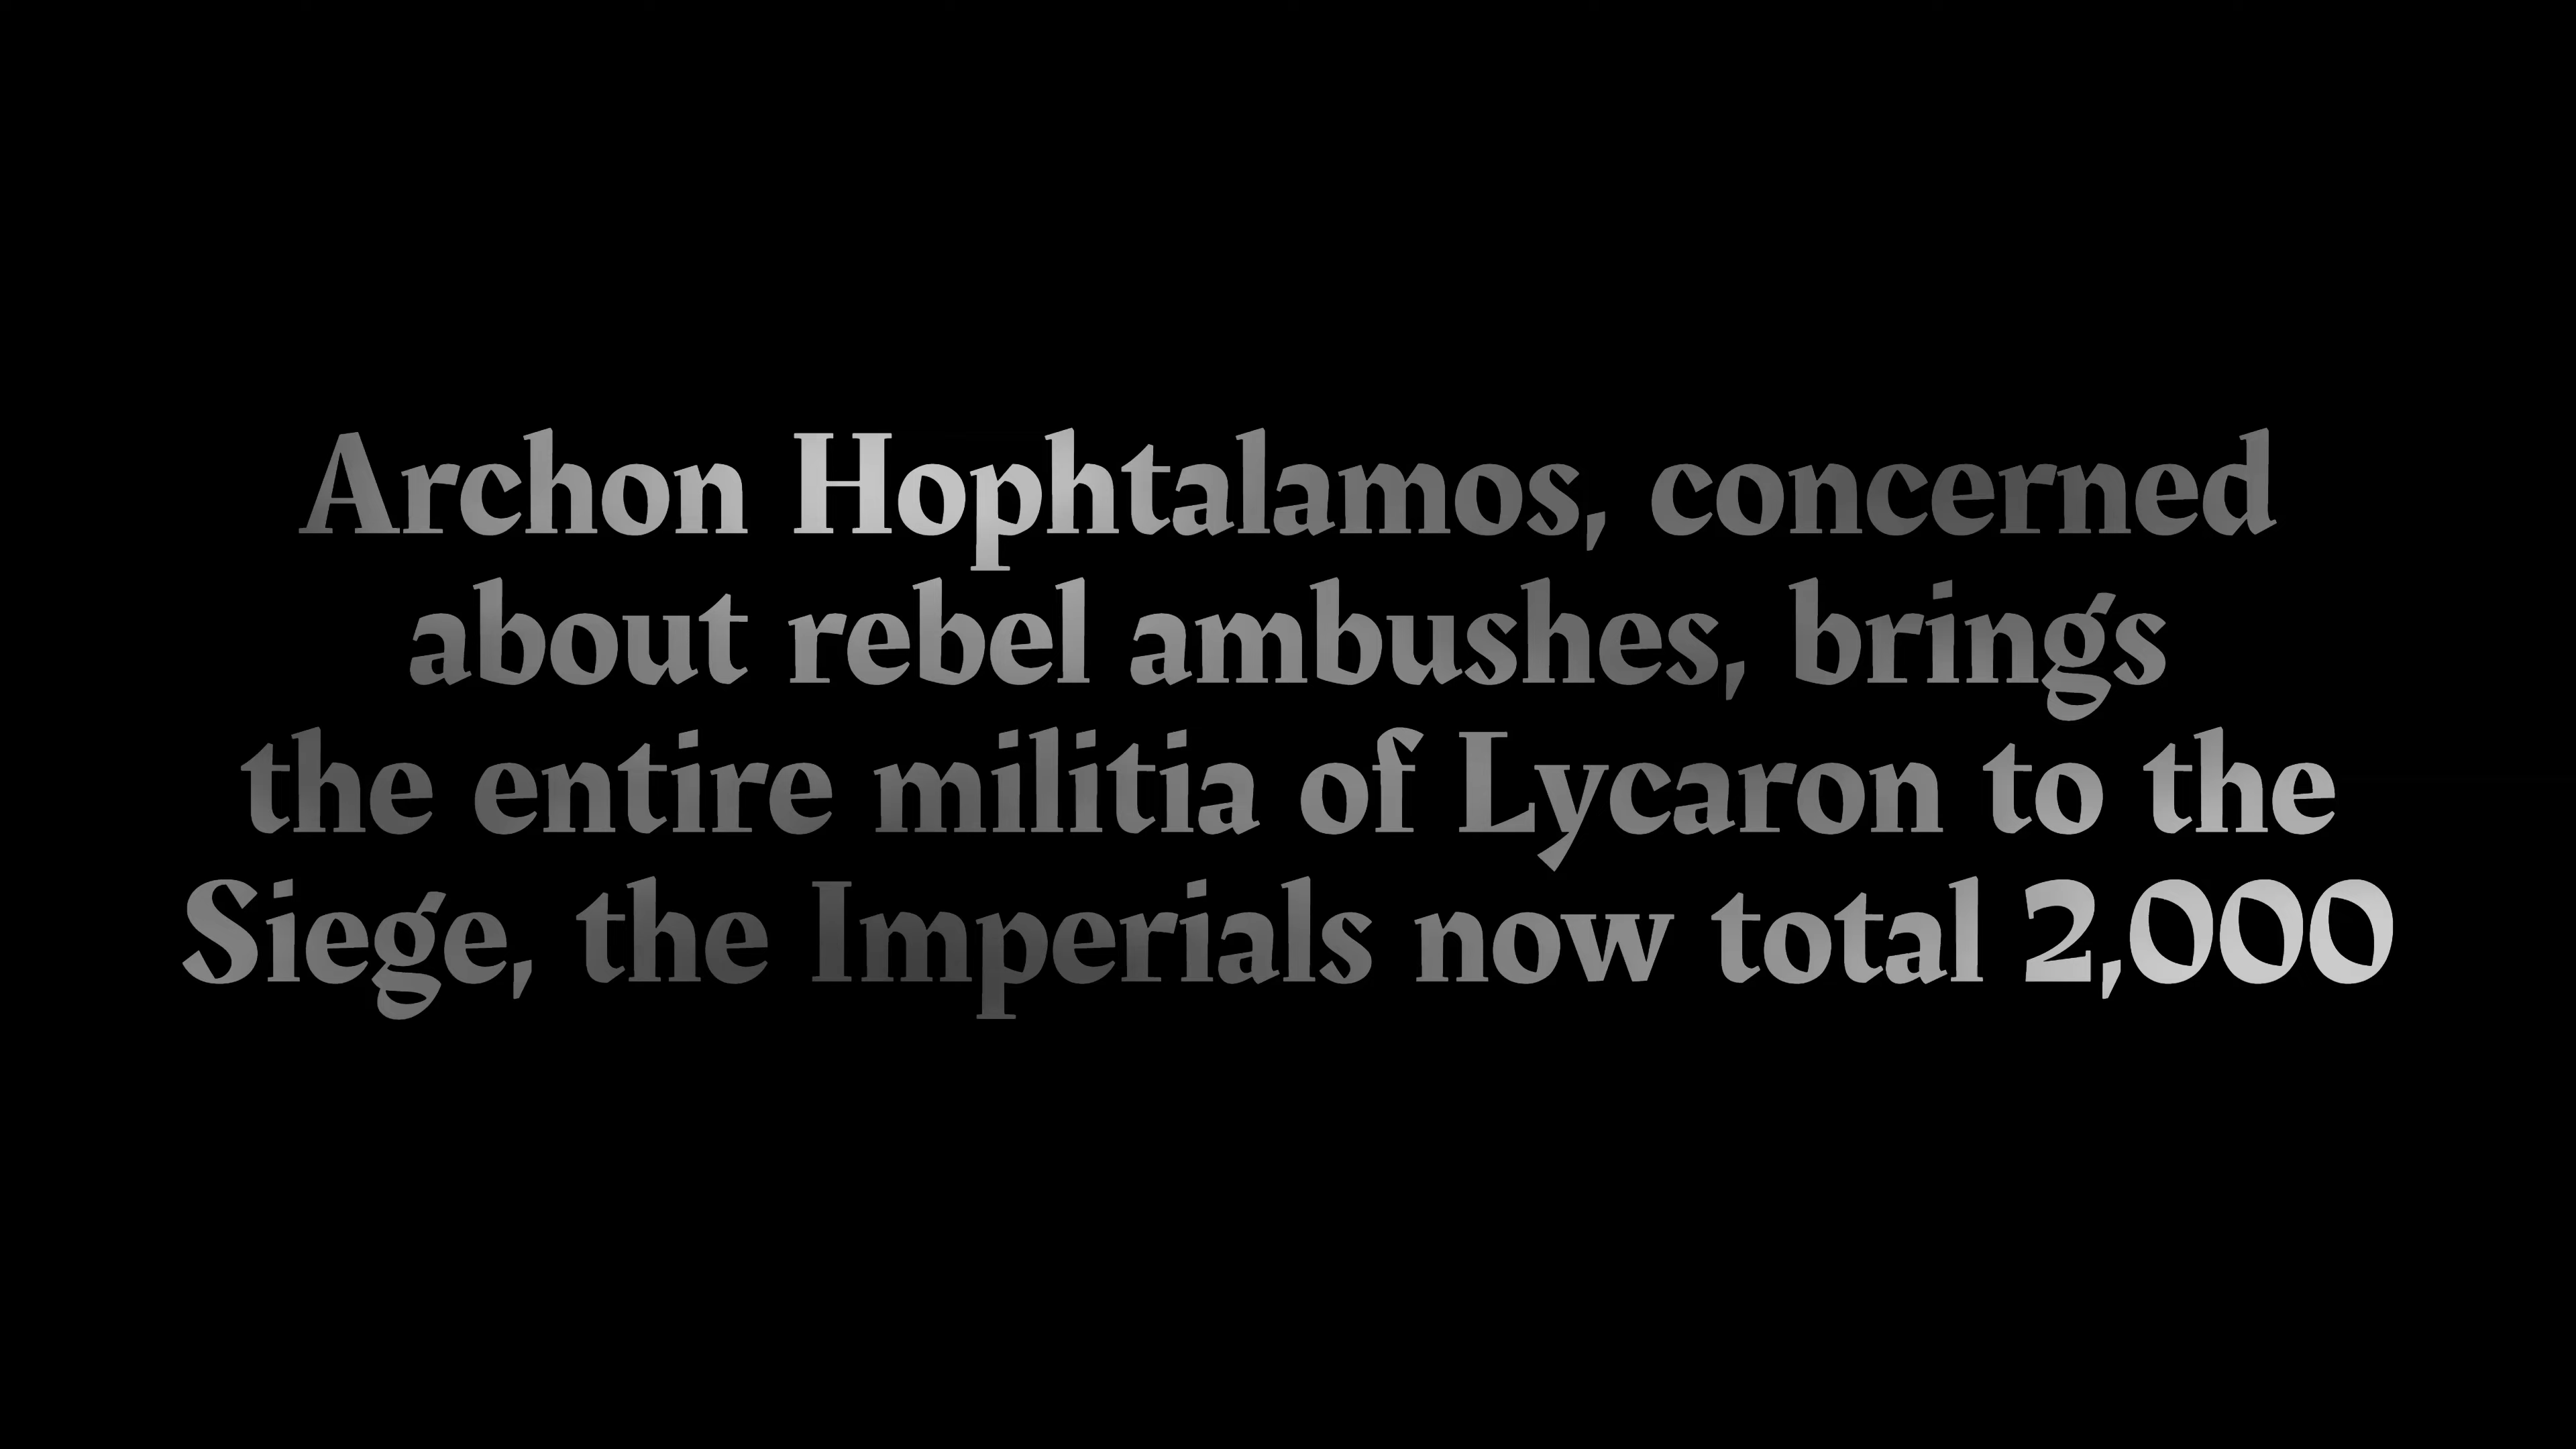 Archon Hophtalamos, concerned
about rebel ambushes, brings
the entire militia of Lycaron to the
Siege, the Imperials now total 2,000